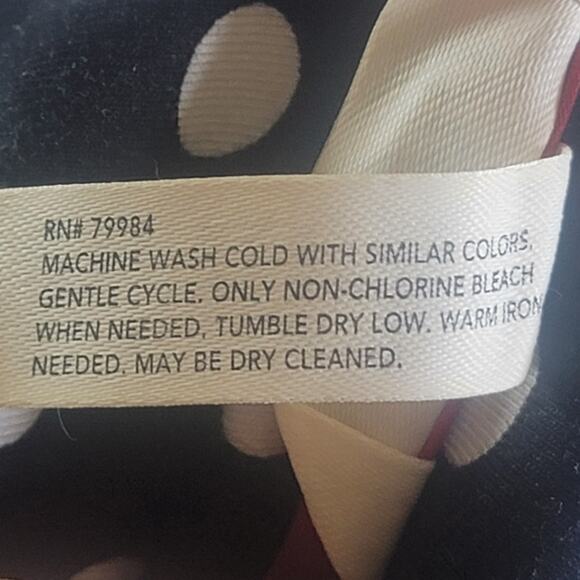 RN# 79984
MACHINE WASH COLD WITH SIMILAR COLORS.
GENTLE CYCLE. ONLY NON-CHLORINE BLEACH
WHEN NEEDED. TUMBLE DRY LOW. WARM IRON
NEEDED. MAY BE DRY CLEANED.